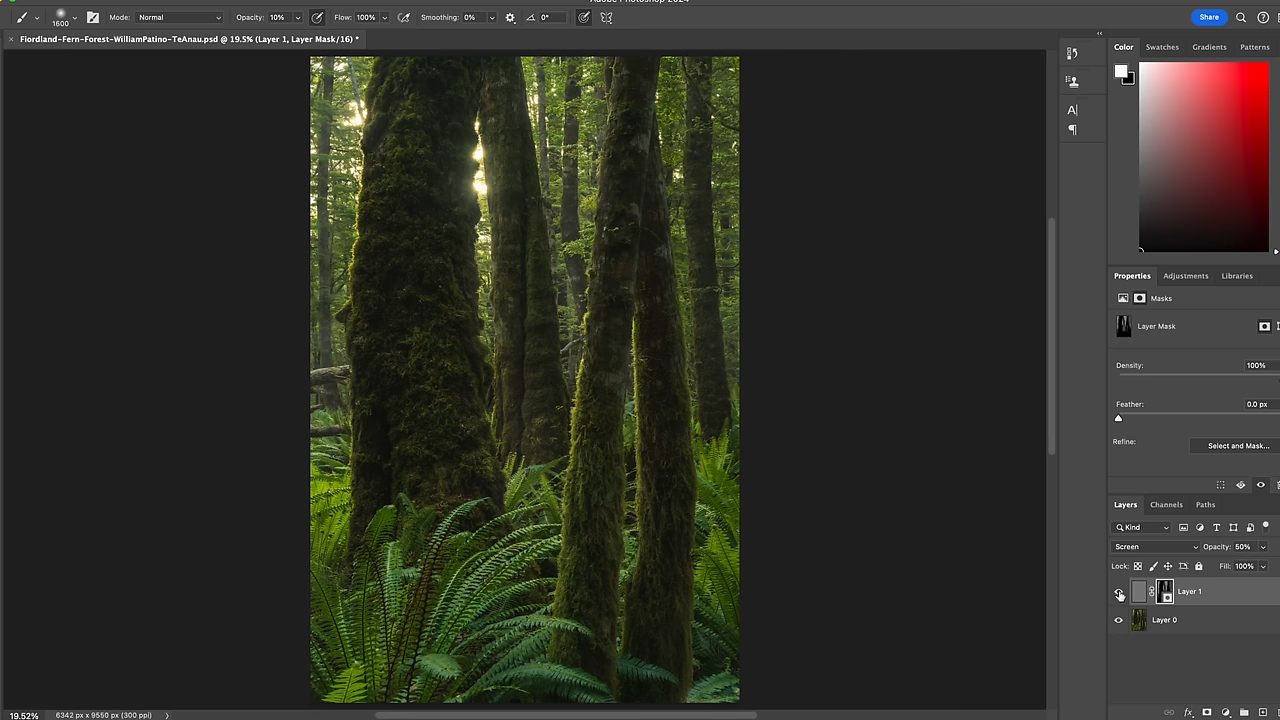 Adobe Photoshop 2024
1600 Mode: Normal Opacity: 10% Flow: 100% Smoothing: 0% 0° Share
× Fiordland-Fern-Forest-WilliamPatino-TeAnau.psd @ 19.5% (Layer 1, Layer Mask/16) *
Color Swatches Gradients Patterns
Properties Adjustments Libraries
Masks
Layer Mask
Density: 100%
Feather: 0.0 px
Refine: Select and Mask...
Layers Channels Paths
Kind
Screen Opacity: 50%
Lock: Fill: 100%
Layer 1
Layer 0
19.52% 6342 px x 9550 px (300 ppi)